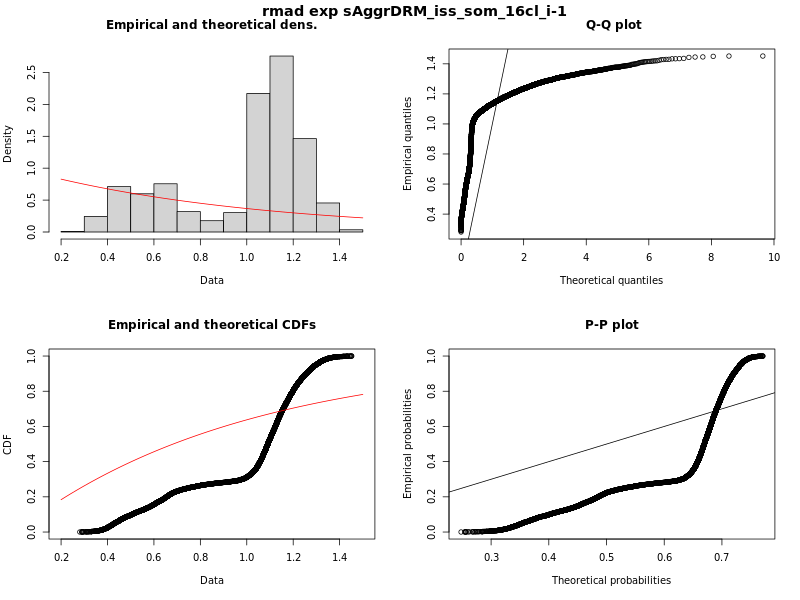 rmad exp sAggrDRM_iss_som_16cl_i-1
Empirical and theoretical dens.
Density
0.0 0.5 1.0 1.5 2.0 2.5
0.2 0.4 0.6 0.8 1.0 1.2 1.4
Data
Q-Q plot
Empirical quantiles
0.4 0.6 0.8 1.0 1.2 1.4
0 2 4 6 8 10
Theoretical quantiles
Empirical and theoretical CDFs
CDF
0.0 0.2 0.4 0.6 0.8 1.0
0.2 0.4 0.6 0.8 1.0 1.2 1.4
Data
P-P plot
Empirical probabilities
0.0 0.2 0.4 0.6 0.8 1.0
0.3 0.4 0.5 0.6 0.7
Theoretical probabilities